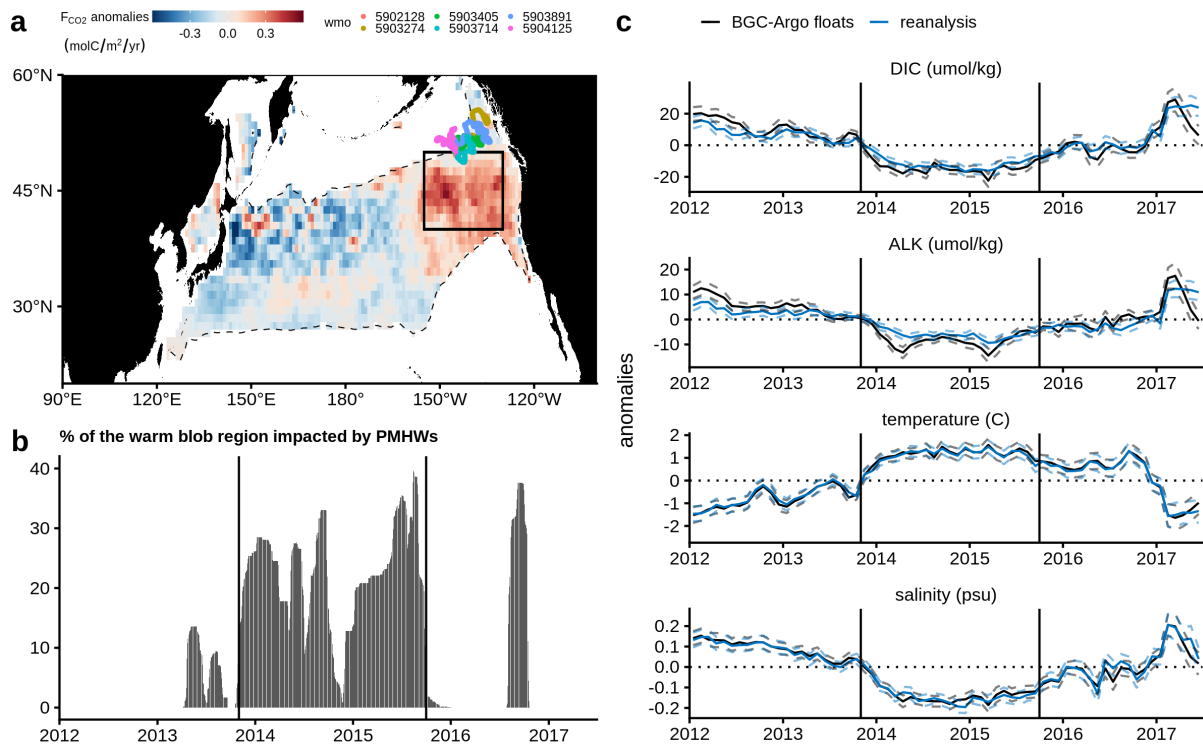 a
F CO2 anomalies
(molC/m²/yr)
-0.3 0.0 0.3
wmo
5902128 5903405 5903891
5903274 5903714 5904125
60°N
45°N
30°N
90°E 120°E 150°E 180° 150°W 120°W
b
% of the warm blob region impacted by PMHWs
40
30
20
10
0
2012 2013 2014 2015 2016 2017
c
BGC-Argo floats reanalysis
anomalies
DIC (umol/kg)
20
0
-20
2012 2013 2014 2015 2016 2017
ALK (umol/kg)
20
10
0
-10
2012 2013 2014 2015 2016 2017
temperature (C)
2
1
0
-1
-2
2012 2013 2014 2015 2016 2017
salinity (psu)
0.2
0.1
0.0
-0.1
-0.2
2012 2013 2014 2015 2016 2017